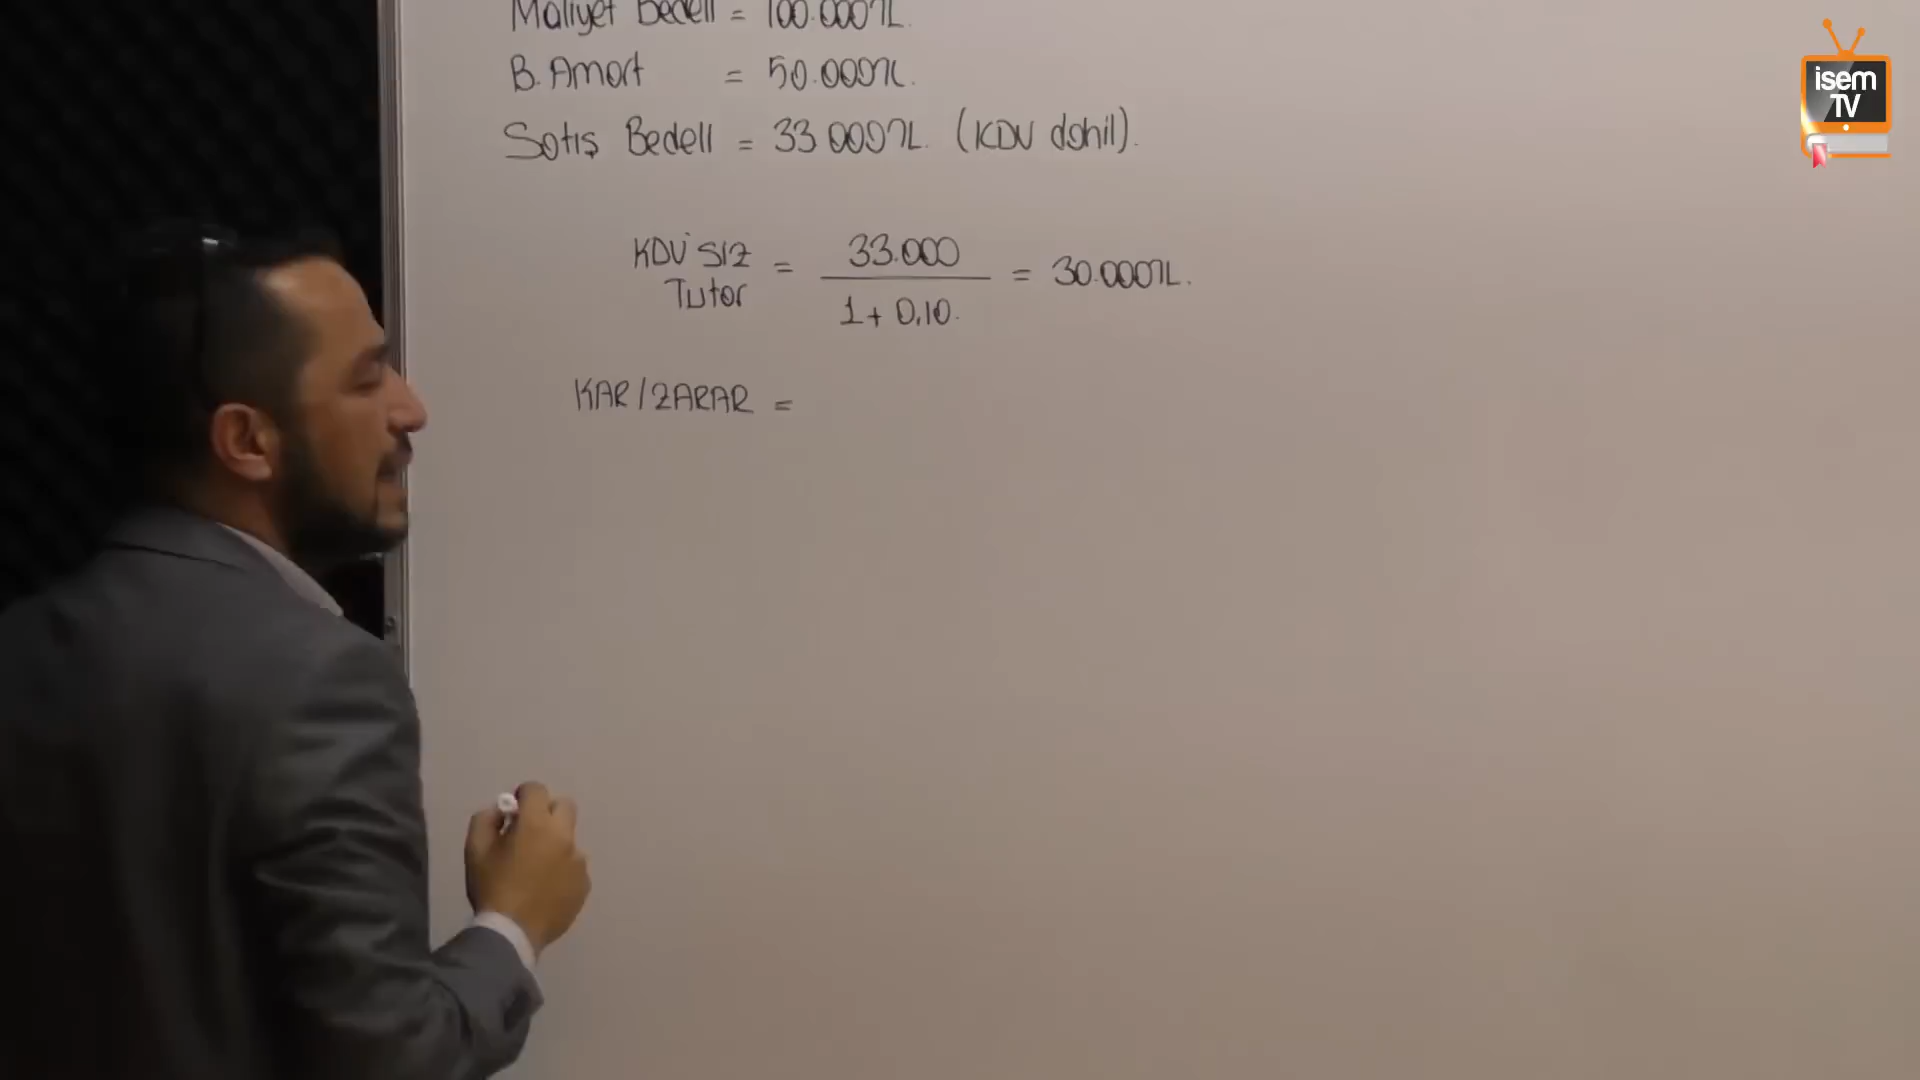 Maliyet Bedeli = 100.000TL.
B. Amort = 50.000TL.
Satış Bedeli = 33 000TL. (KDV dahil).
KDV'SIZ Tutar = 33.000 / 1 + 0,10. = 30.000TL.
KAR/ZARAR =
isem
TV